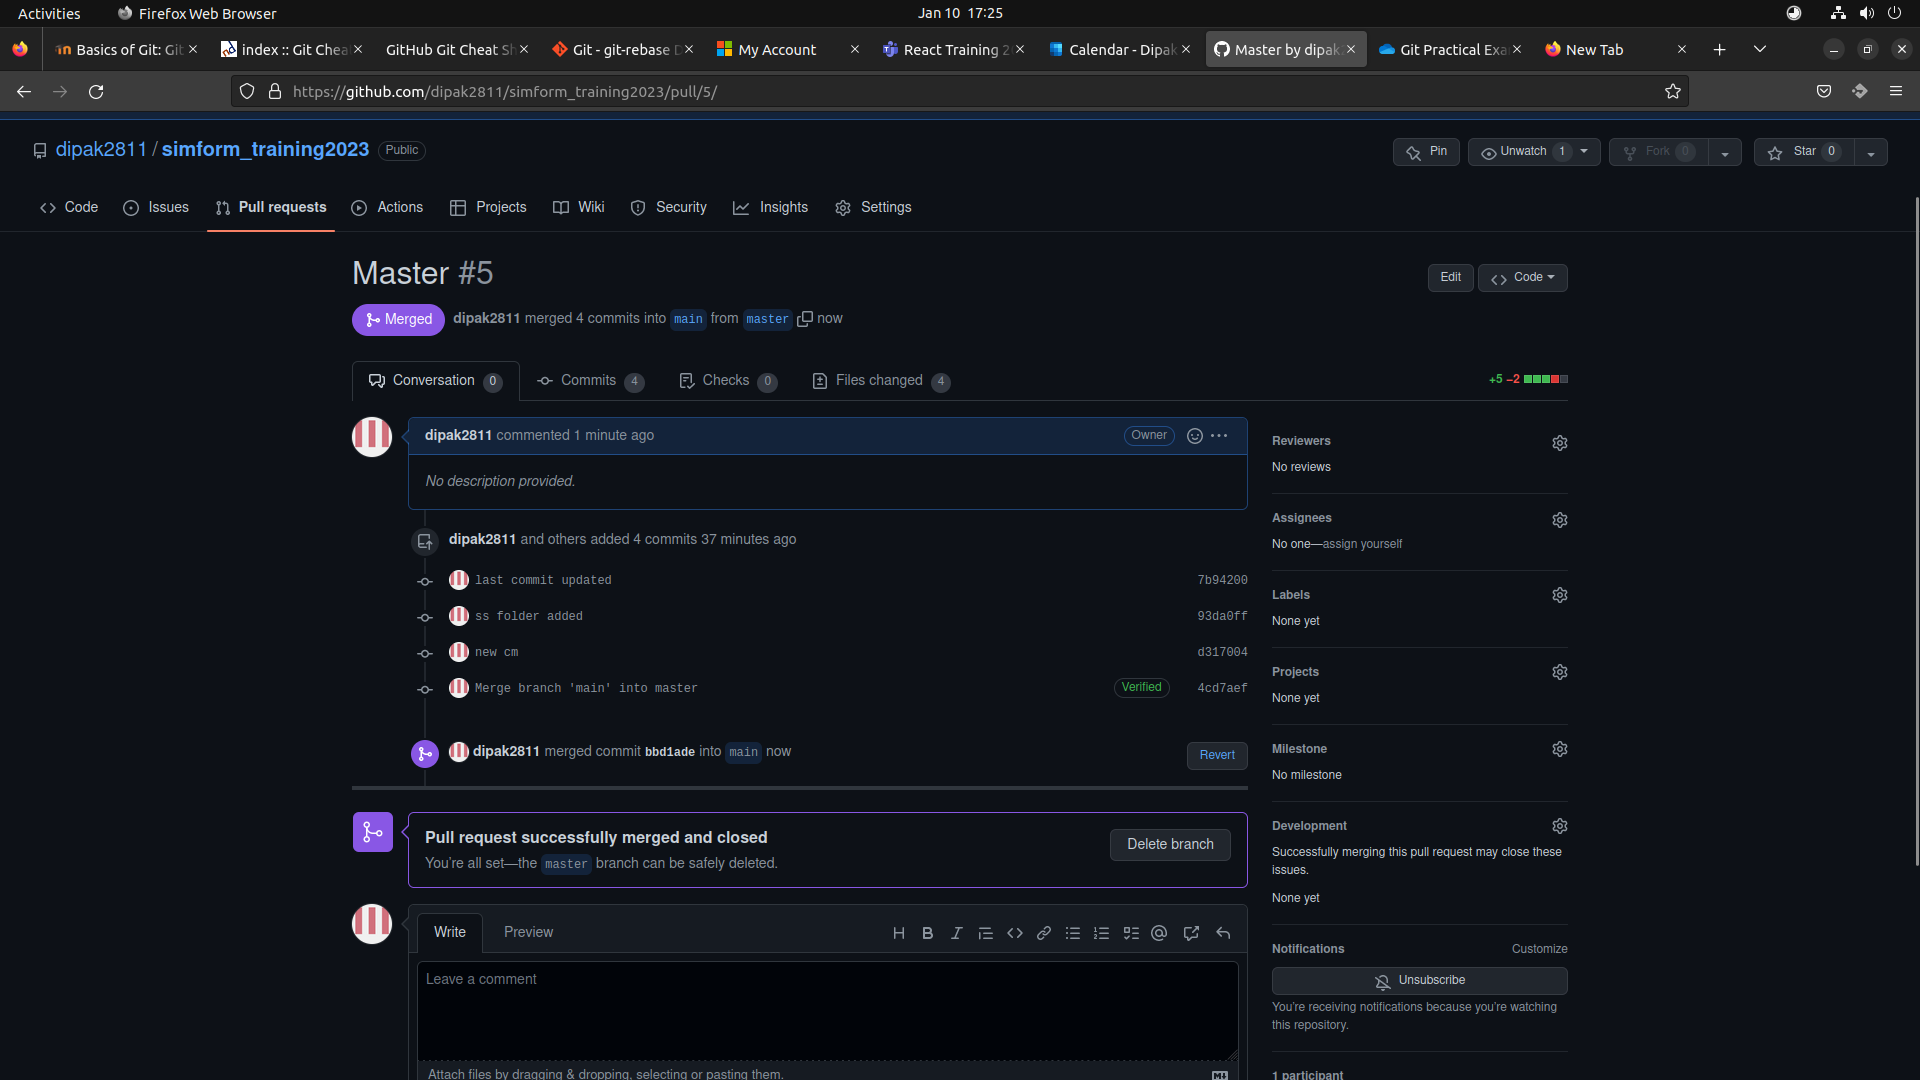 Activities Firefox Web Browser Jan 10 17:25
Basics of Git: Git index :: Git Chea GitHub Git Cheat Sh Git - git-rebase D My Account React Training 2 Calendar - Dipak Master by dipak Git Practical Exa New Tab
https://github.com/dipak2811/simform_training2023/pull/5/
dipak2811 / simform_training2023 Public Pin Unwatch 1 Fork 0 Star 0
Code Issues Pull requests Actions Projects Wiki Security Insights Settings
Master #5 Edit Code
Merged dipak2811 merged 4 commits into main from master now
Conversation 0 Commits 4 Checks 0 Files changed 4 +5 −2
dipak2811 commented 1 minute ago Owner
No description provided.
dipak2811 and others added 4 commits 37 minutes ago
last commit updated 7b94200
ss folder added 93da0ff
new cm d317004
Merge branch 'main' into master Verified 4cd7aef
dipak2811 merged commit bbd1ade into main now Revert
Pull request successfully merged and closed
You're all set—the master branch can be safely deleted.
Delete branch
Write Preview
Leave a comment
Attach files by dragging & dropping, selecting or pasting them.
Reviewers
No reviews
Assignees
No one—assign yourself
Labels
None yet
Projects
None yet
Milestone
No milestone
Development
Successfully merging this pull request may close these
issues.
None yet
Notifications Customize
Unsubscribe
You're receiving notifications because you're watching
this repository.
1 participant